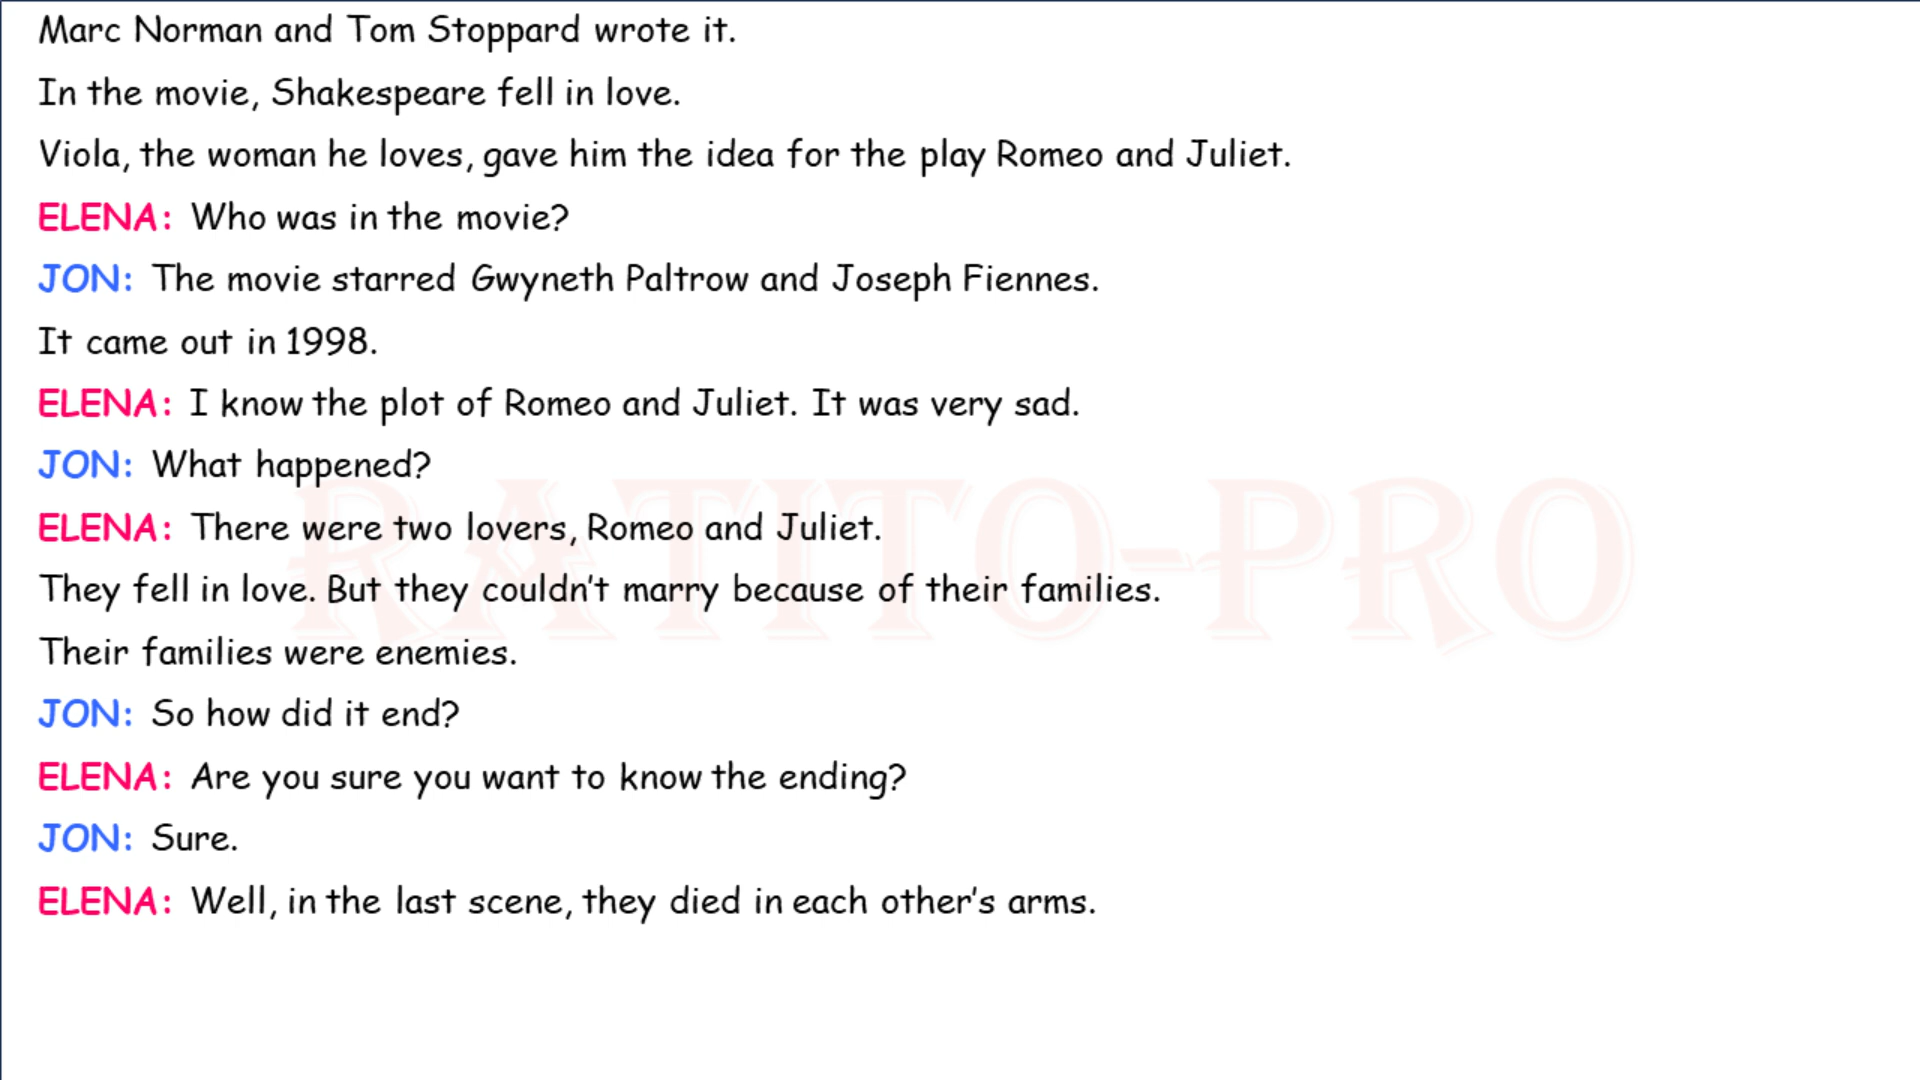 Marc Norman and Tom Stoppard wrote it.
In the movie, Shakespeare fell in love.
Viola, the woman he loves, gave him the idea for the play Romeo and Juliet.
ELENA: Who was in the movie?
JON: The movie starred Gwyneth Paltrow and Joseph Fiennes.
It came out in 1998.
ELENA: I know the plot of Romeo and Juliet. It was very sad.
JON: What happened?
ELENA: There were two lovers, Romeo and Juliet.
They fell in love. But they couldn't marry because of their families.
Their families were enemies.
JON: So how did it end?
ELENA: Are you sure you want to know the ending?
JON: Sure.
ELENA: Well, in the last scene, they died in each other's arms.
RATITO-PRO